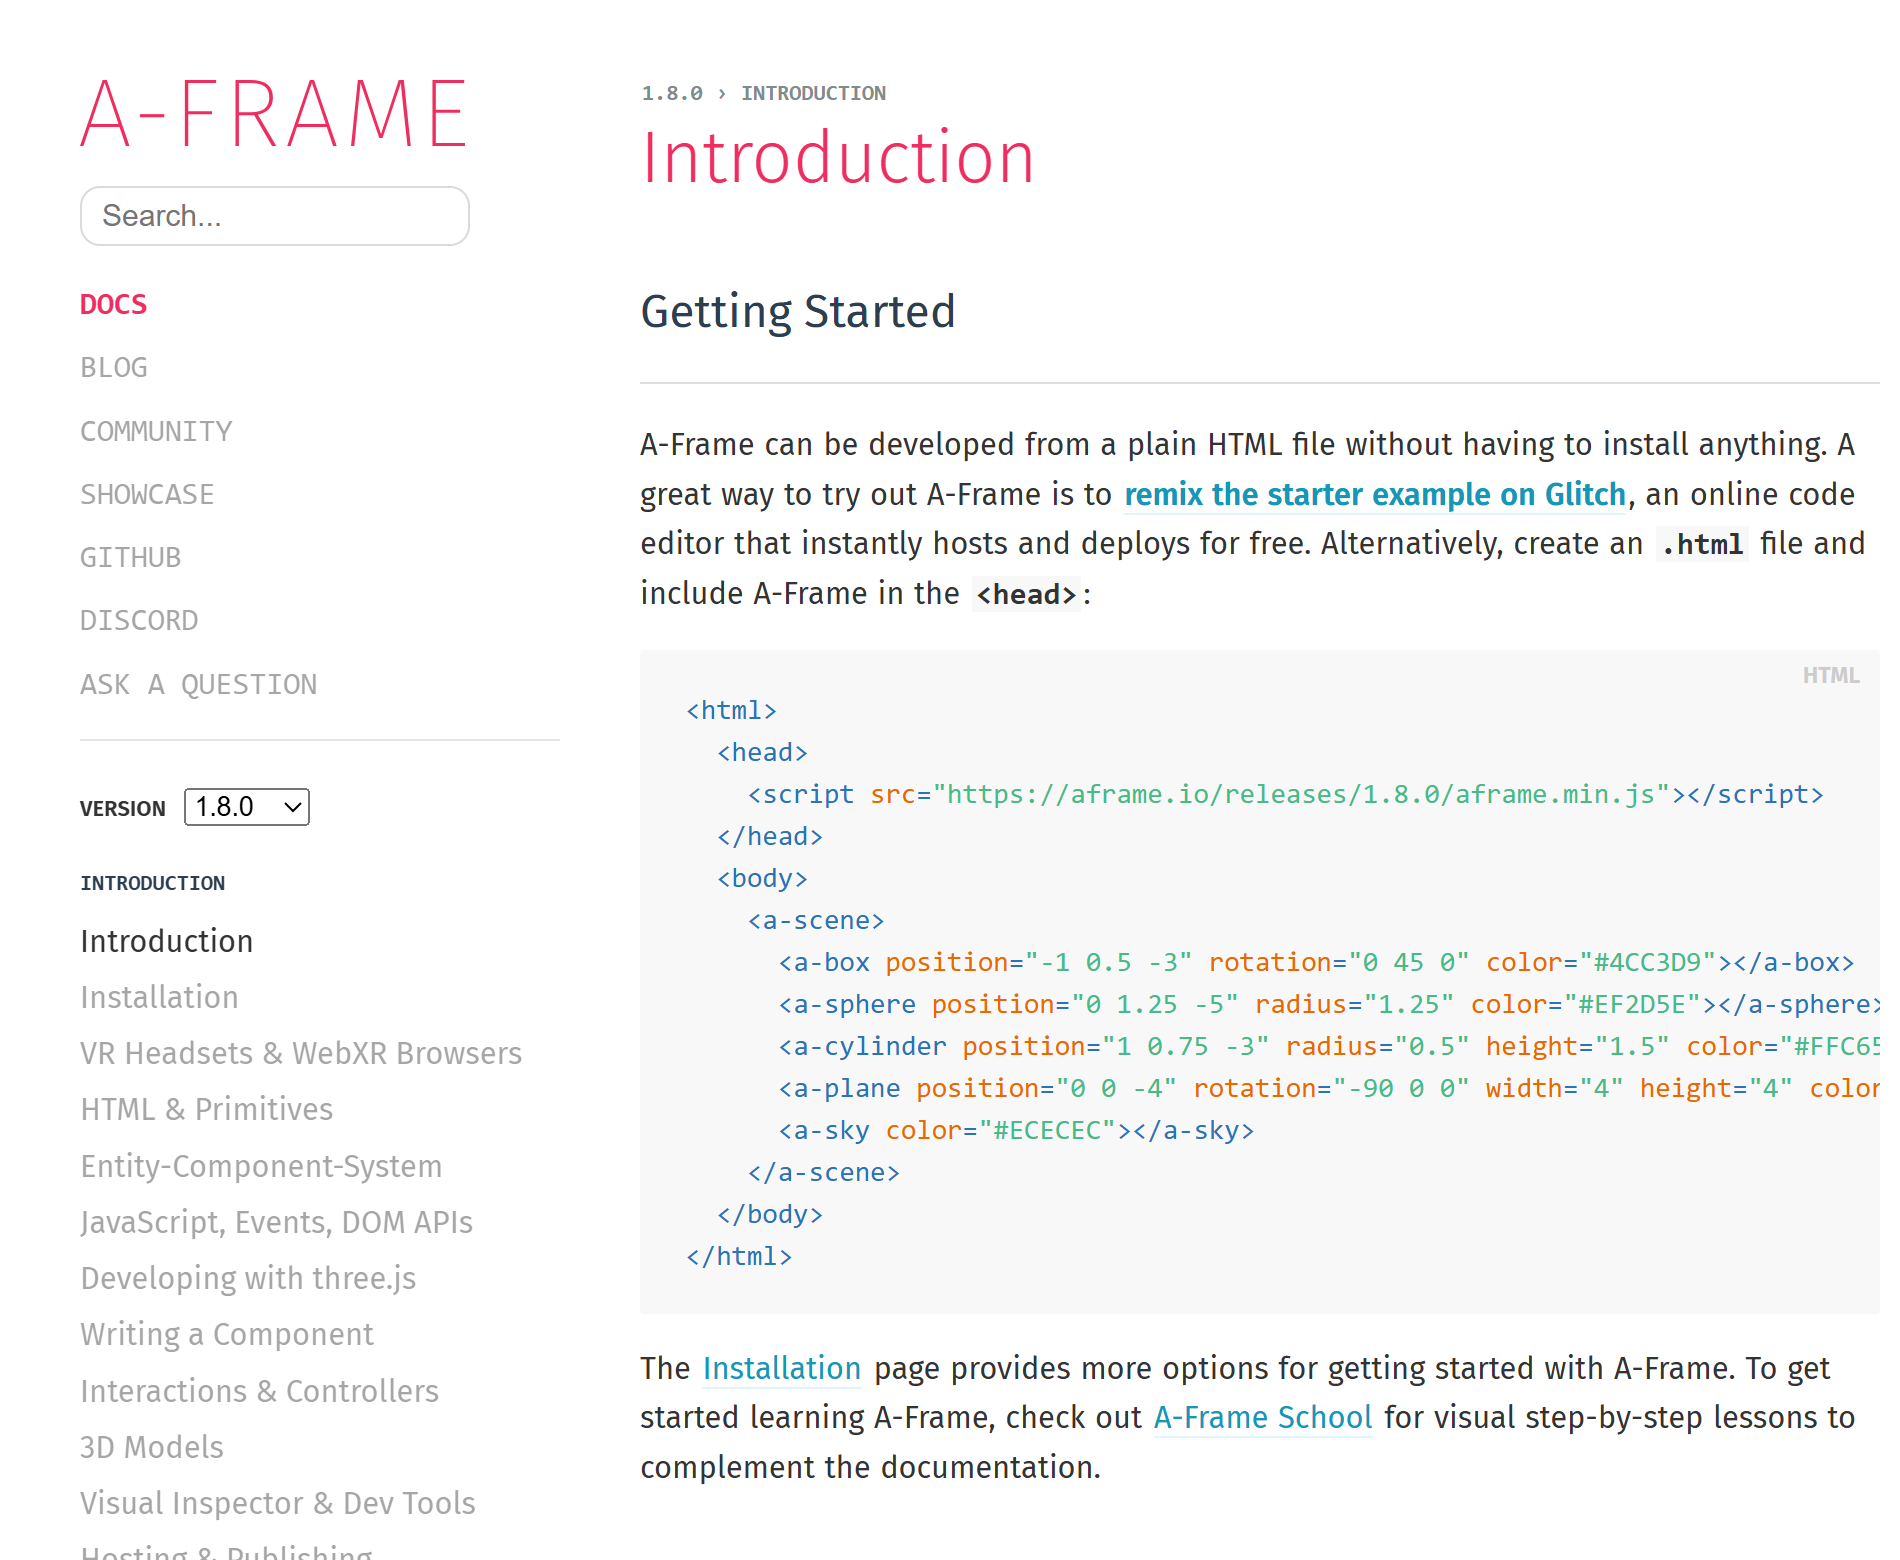 A-FRAME
Search...
DOCS
BLOG
COMMUNITY
SHOWCASE
GITHUB
DISCORD
ASK A QUESTION
VERSION 1.8.0
INTRODUCTION
Introduction
Installation
VR Headsets & WebXR Browsers
HTML & Primitives
Entity-Component-System
JavaScript, Events, DOM APIs
Developing with three.js
Writing a Component
Interactions & Controllers
3D Models
Visual Inspector & Dev Tools
Hosting & Publishing
1.8.0 › INTRODUCTION
Introduction
Getting Started
A-Frame can be developed from a plain HTML file without having to install anything. A
great way to try out A-Frame is to remix the starter example on Glitch, an online code
editor that instantly hosts and deploys for free. Alternatively, create an .html file and
include A-Frame in the <head>:
HTML
<html>
  <head>
    <script src="https://aframe.io/releases/1.8.0/aframe.min.js"></script>
  </head>
  <body>
    <a-scene>
      <a-box position="-1 0.5 -3" rotation="0 45 0" color="#4CC3D9"></a-box>
      <a-sphere position="0 1.25 -5" radius="1.25" color="#EF2D5E"></a-sphere>
      <a-cylinder position="1 0.75 -3" radius="0.5" height="1.5" color="#FFC65
      <a-plane position="0 0 -4" rotation="-90 0 0" width="4" height="4" color
      <a-sky color="#ECECEC"></a-sky>
    </a-scene>
  </body>
</html>
The Installation page provides more options for getting started with A-Frame. To get
started learning A-Frame, check out A-Frame School for visual step-by-step lessons to
complement the documentation.